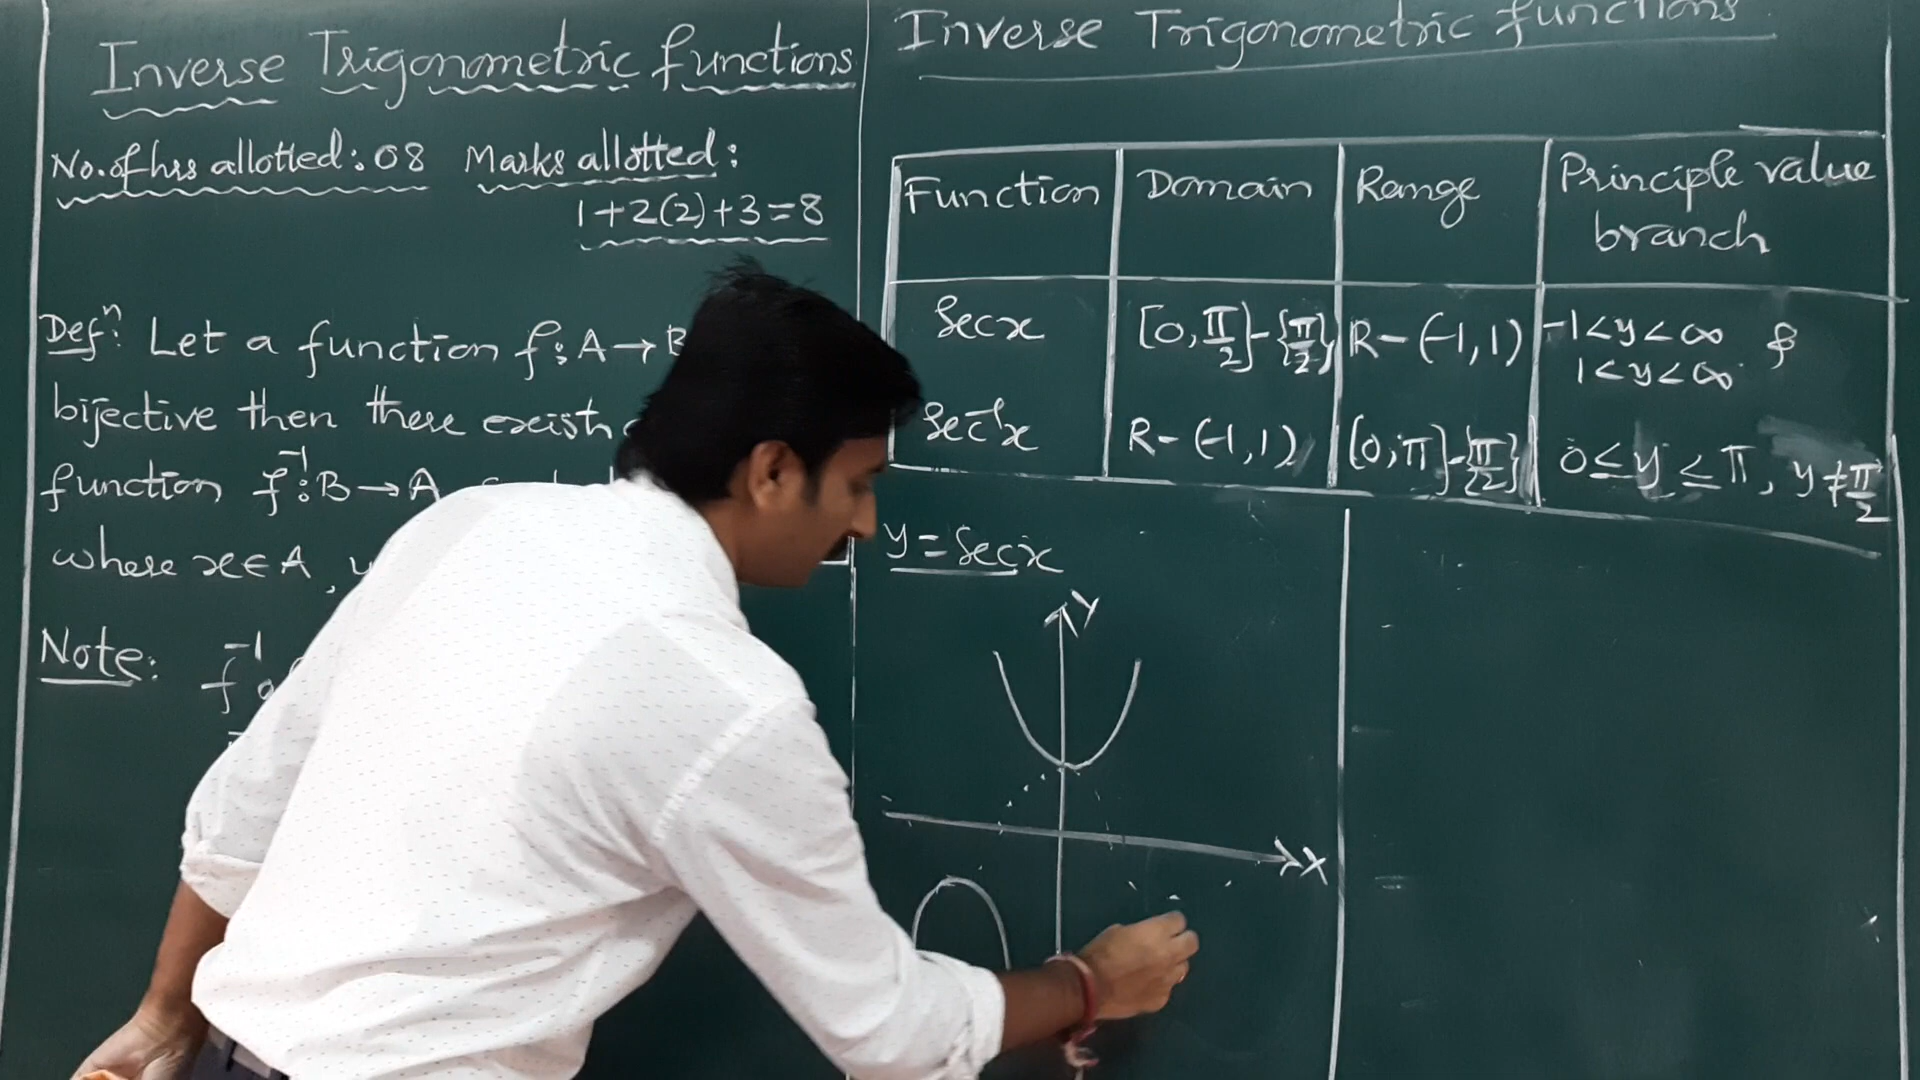 Inverse Trigonometric functions
No. of hrs allotted: 08 Marks allotted:
1+2(2)+3=8
Defⁿ: Let a function f: A→B
bijective then there exist
function f⁻¹: B→A
where x∈A,
Note: f⁻¹
Inverse Trigonometric functions
Function Domain Range Principle value branch
Secx [0, π/2] - {π/2} R - (-1, 1) -1<y<∞ & 1<y<∞
Sec⁻¹x R - (-1, 1) [0, π] - {π/2} 0≤y≤π, y≠π/2
y = Secx
Y
X